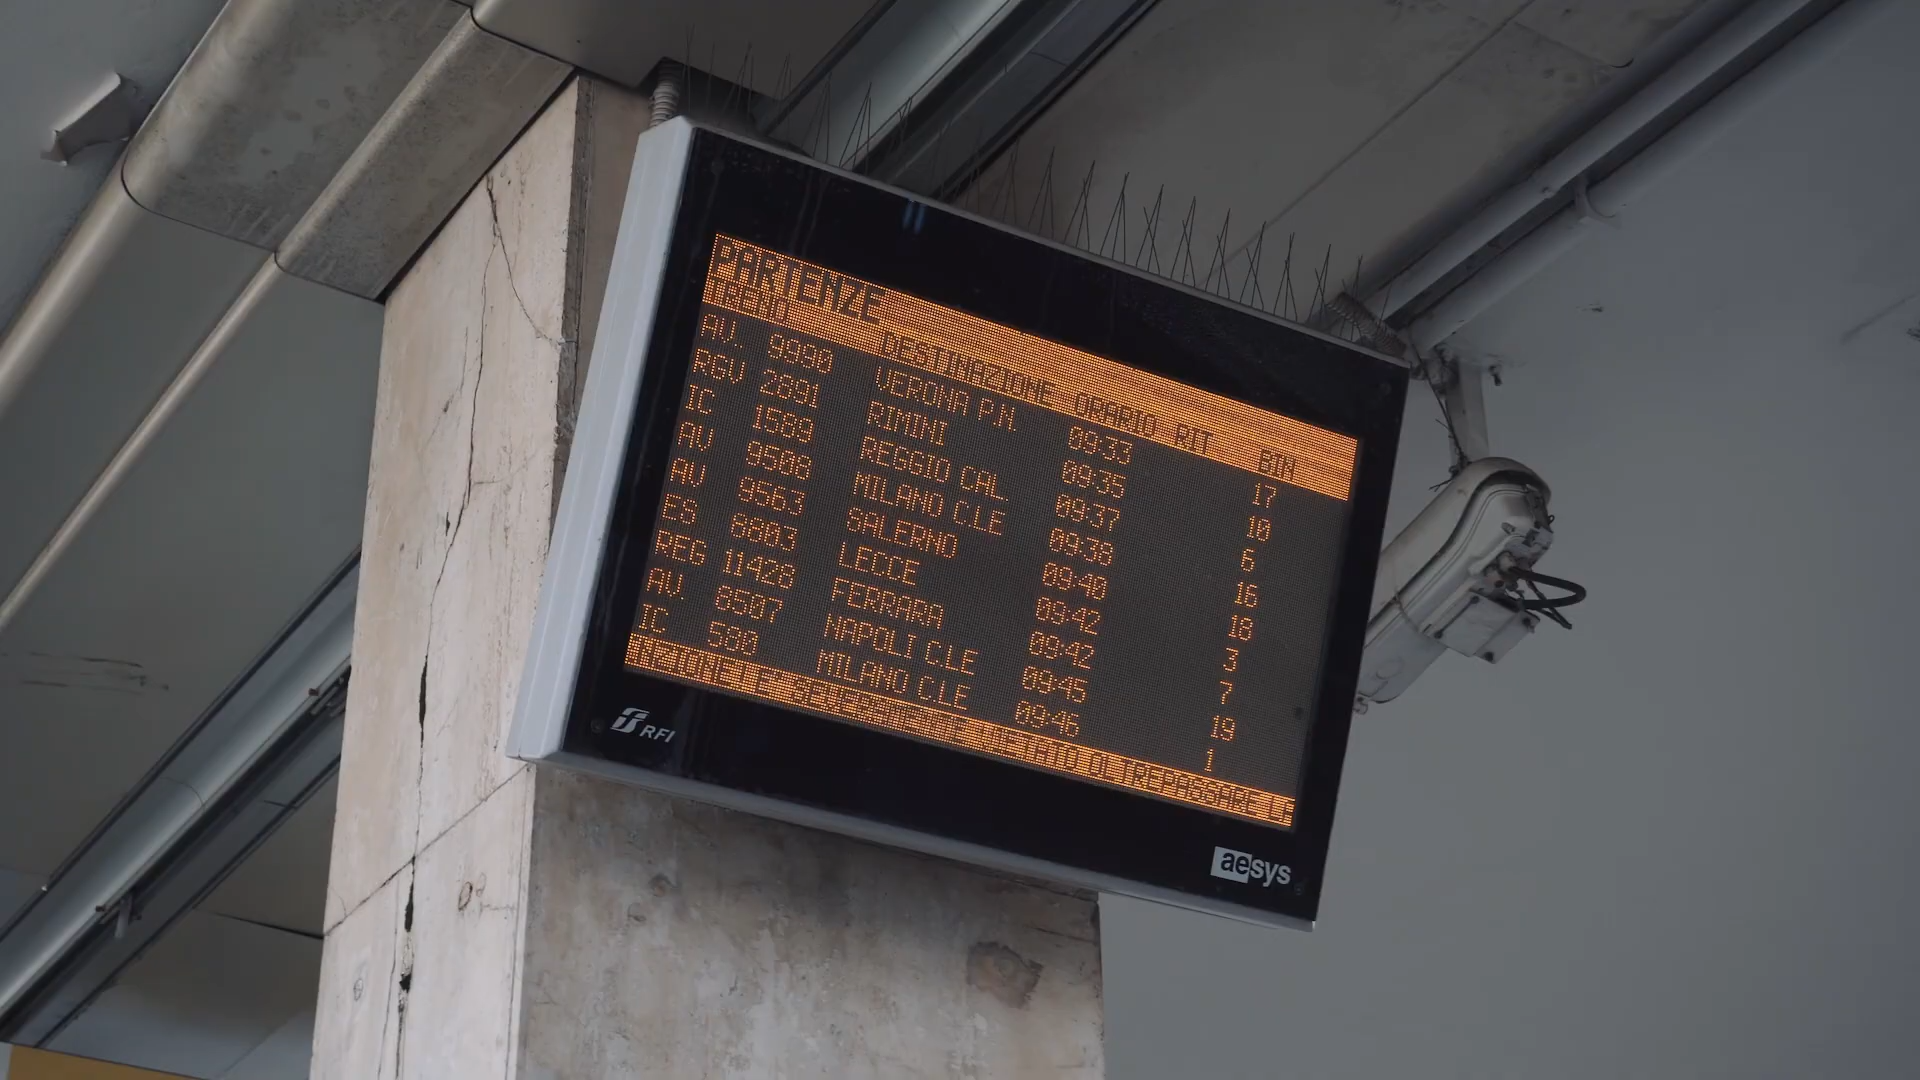 PARTENZE
TRENO DESTINAZIONE ORARIO RIT BIN
AV. 9990 VERONA P.N. 09:33 17
RGV 2891 RIMINI 09:35 10
IC 1589 REGGIO CAL. 09:37 6
AV 9508 MILANO C.LE 09:38 16
AV 9563 SALERNO 09:40 18
ES 8803 LECCE 09:42 3
REG 11428 FERRARA 09:42 7
AV. 8507 NAPOLI C.LE 09:45 19
IC 588 MILANO C.LE 09:46 1
SEVERAMENTE VIETATO OLTREPASSARE
RFI
aesys